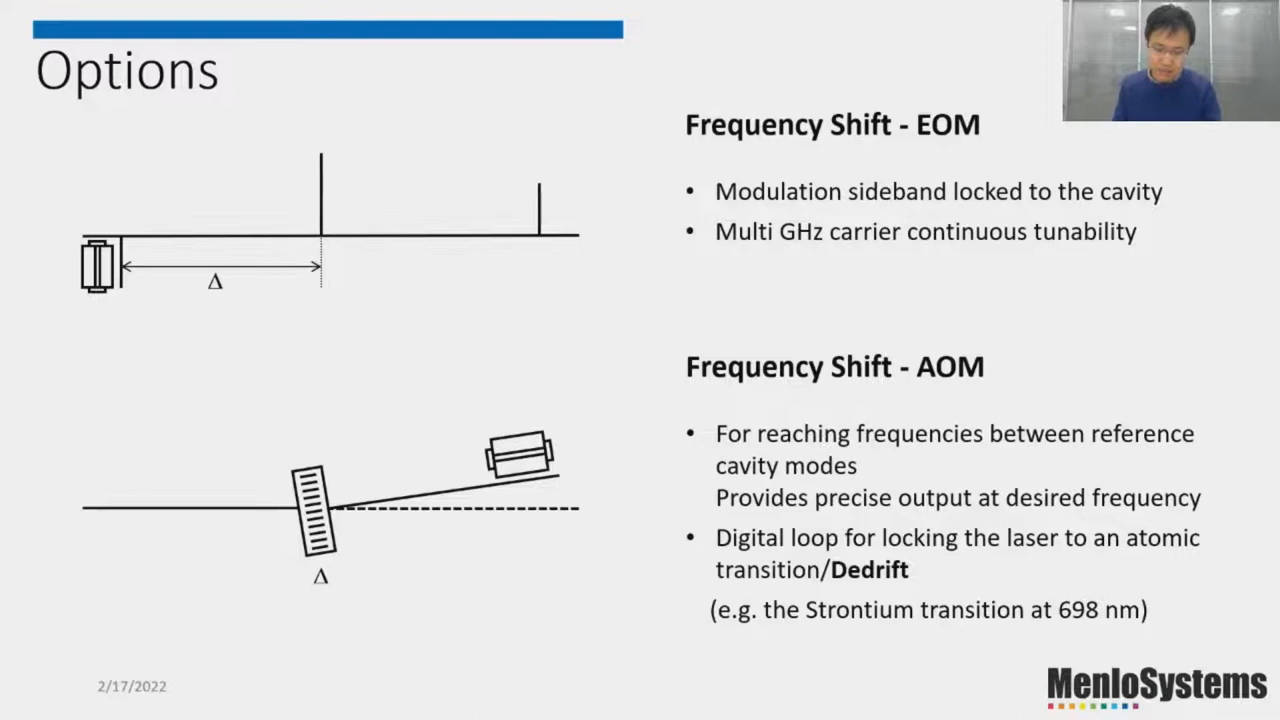 Options
Frequency Shift - EOM
• Modulation sideband locked to the cavity
• Multi GHz carrier continuous tunability
Δ
Frequency Shift - AOM
• For reaching frequencies between reference
cavity modes
Provides precise output at desired frequency
• Digital loop for locking the laser to an atomic
transition/Dedrift
(e.g. the Strontium transition at 698 nm)
Δ
2/17/2022
MenloSystems